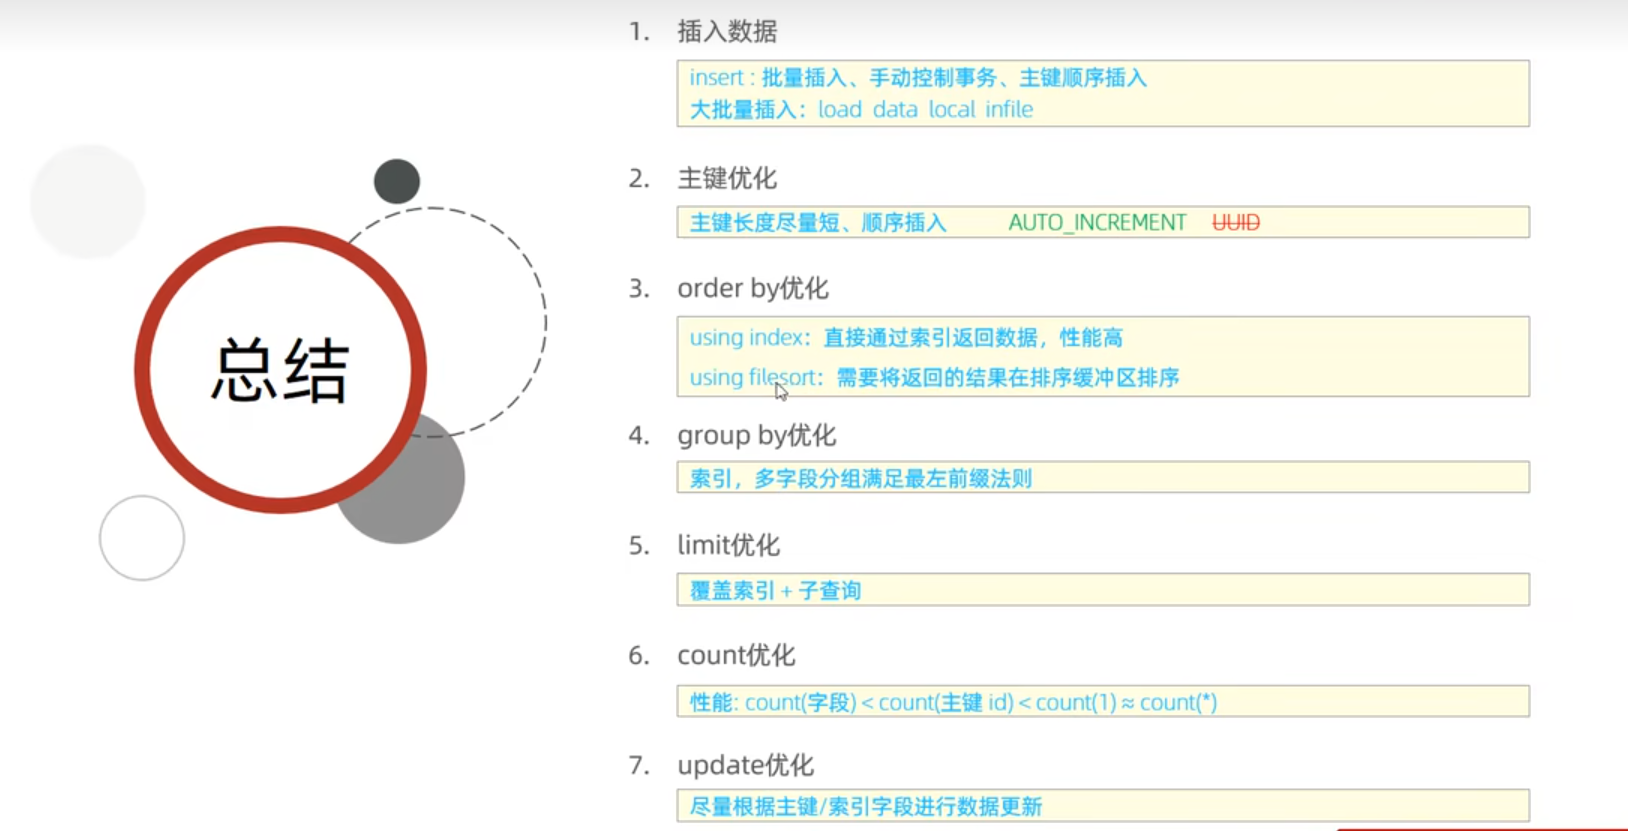 总结
1. 插入数据
insert : 批量插入、手动控制事务、主键顺序插入
大批量插入：load data local infile
2. 主键优化
主键长度尽量短、顺序插入 AUTO_INCREMENT UUID
3. order by优化
using index：直接通过索引返回数据，性能高
using filesort：需要将返回的结果在排序缓冲区排序
4. group by优化
索引，多字段分组满足最左前缀法则
5. limit优化
覆盖索引 + 子查询
6. count优化
性能: count(字段) < count(主键 id) < count(1) ≈ count(*)
7. update优化
尽量根据主键/索引字段进行数据更新